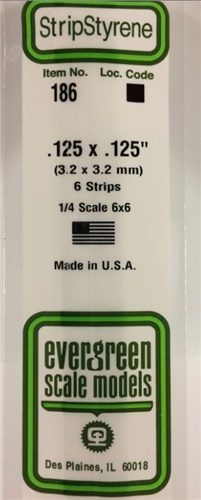 StripStyrene
Item No. Loc. Code
186
.125 x .125"
(3.2 x 3.2 mm)
6 Strips
1/4 Scale 6x6
Made in U.S.A.
evergreen
scale models
Des Plaines, IL 60018